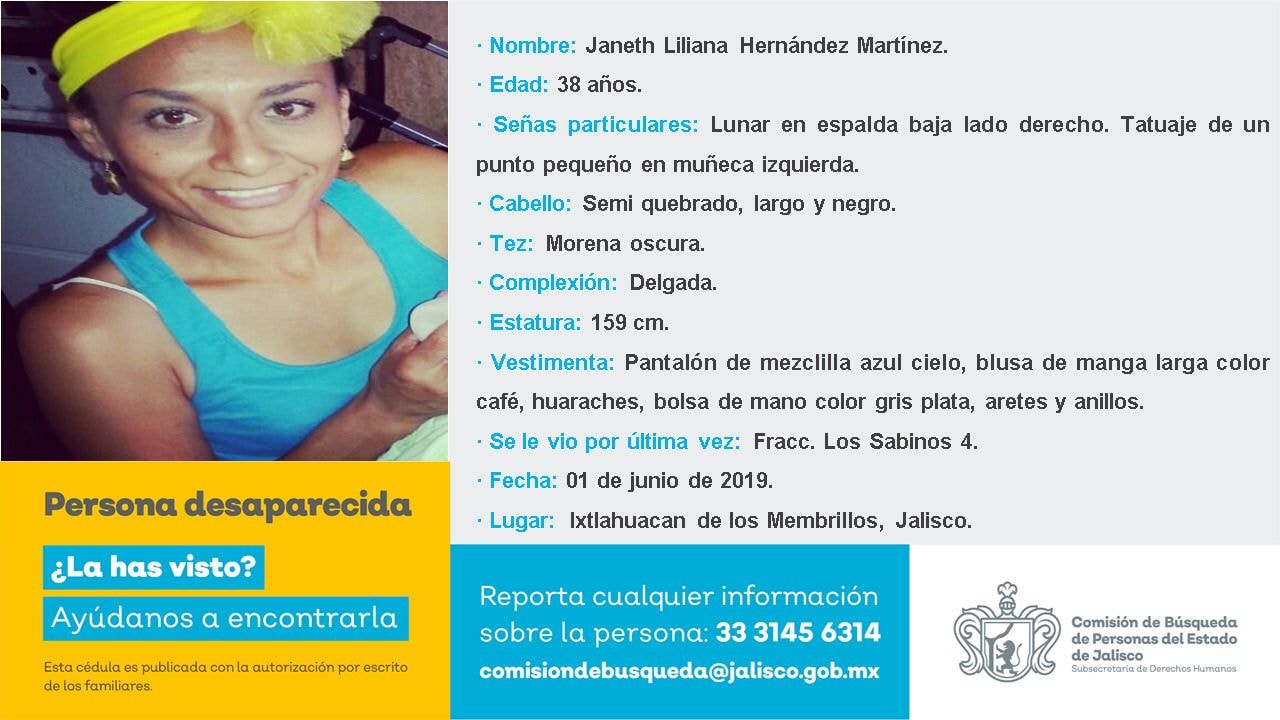 · Nombre: Janeth Liliana Hernández Martínez.
· Edad: 38 años.
· Señas particulares: Lunar en espalda baja lado derecho. Tatuaje de un
punto pequeño en muñeca izquierda.
· Cabello: Semi quebrado, largo y negro.
· Tez: Morena oscura.
· Complexión: Delgada.
· Estatura: 159 cm.
· Vestimenta: Pantalón de mezclilla azul cielo, blusa de manga larga color
café, huaraches, bolsa de mano color gris plata, aretes y anillos.
· Se le vio por última vez: Fracc. Los Sabinos 4.
· Fecha: 01 de junio de 2019.
· Lugar: Ixtlahuacan de los Membrillos, Jalisco.
Persona desaparecida
¿La has visto?
Ayúdanos a encontrarla
Esta cédula es publicada con la autorización por escrito
de los familiares.
Reporta cualquier información
sobre la persona: 33 3145 6314
comisiondebusqueda@jalisco.gob.mx
Comisión de Búsqueda
de Personas del Estado
de Jalisco
Subsecretaría de Derechos Humanos